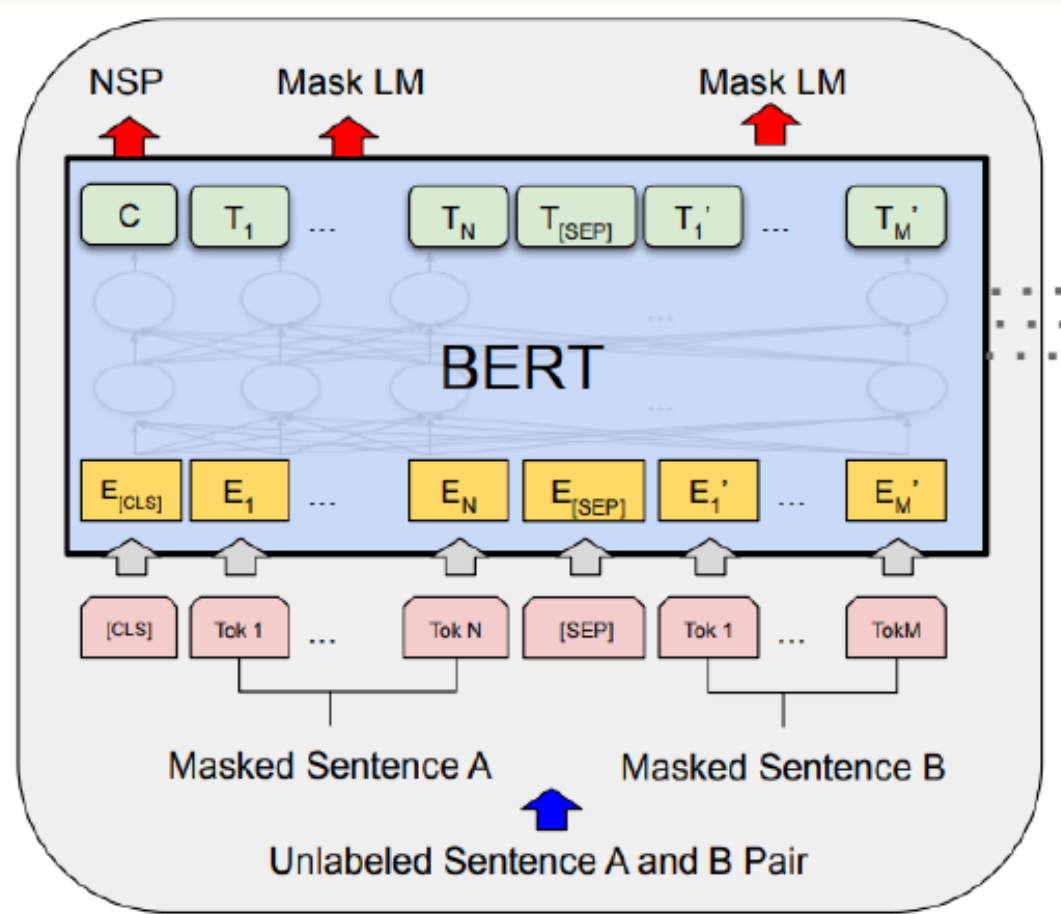 NSP Mask LM Mask LM
C T1 ... TN T[SEP] T1' ... TM'
...
BERT
...
E[CLS] E1 ... EN E[SEP] E1' ... EM'
[CLS] Tok 1 ... Tok N [SEP] Tok 1 ... TokM
Masked Sentence A Masked Sentence B
Unlabeled Sentence A and B Pair